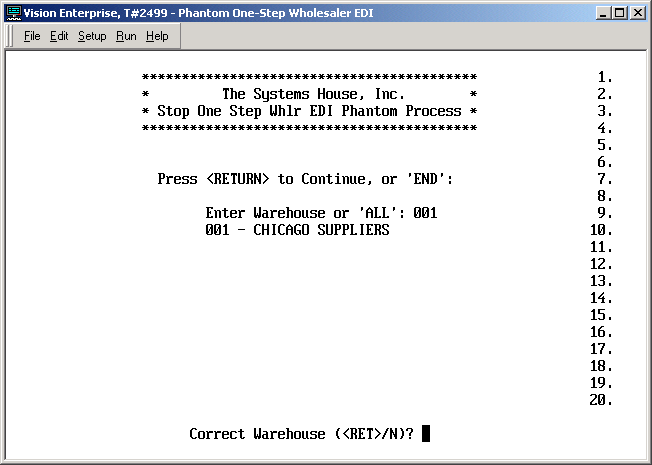 Vision Enterprise, T#2499 - Phantom One-Step Wholesaler EDI
File Edit Setup Run Help
****************************************** 1.
* The Systems House, Inc. * 2.
* Stop One Step Whlr EDI Phantom Process * 3.
****************************************** 4.
5.
6.
Press <RETURN> to Continue, or 'END': 7.
8.
Enter Warehouse or 'ALL': 001 9.
001 - CHICAGO SUPPLIERS 10.
11.
12.
13.
14.
15.
16.
17.
18.
19.
20.
Correct Warehouse (<RET>/N)?